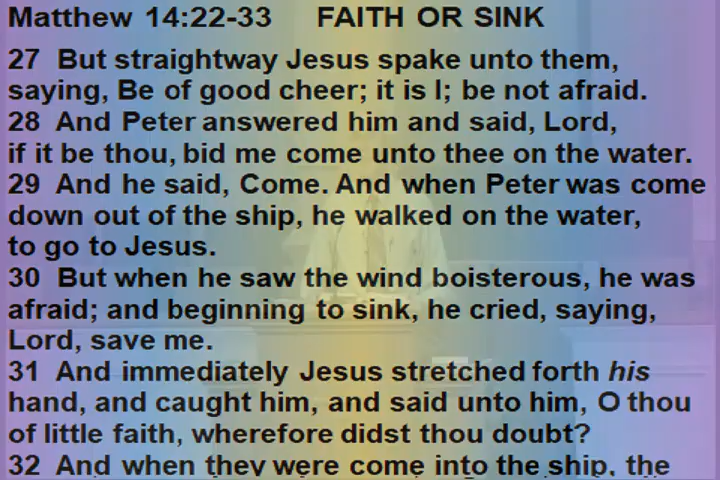 Matthew 14:22-33 FAITH OR SINK
27 But straightway Jesus spake unto them,
saying, Be of good cheer; it is I; be not afraid.
28 And Peter answered him and said, Lord,
if it be thou, bid me come unto thee on the water.
29 And he said, Come. And when Peter was come
down out of the ship, he walked on the water,
to go to Jesus.
30 But when he saw the wind boisterous, he was
afraid; and beginning to sink, he cried, saying,
Lord, save me.
31 And immediately Jesus stretched forth his
hand, and caught him, and said unto him, O thou
of little faith, wherefore didst thou doubt?
32 And when they were come into the ship, the